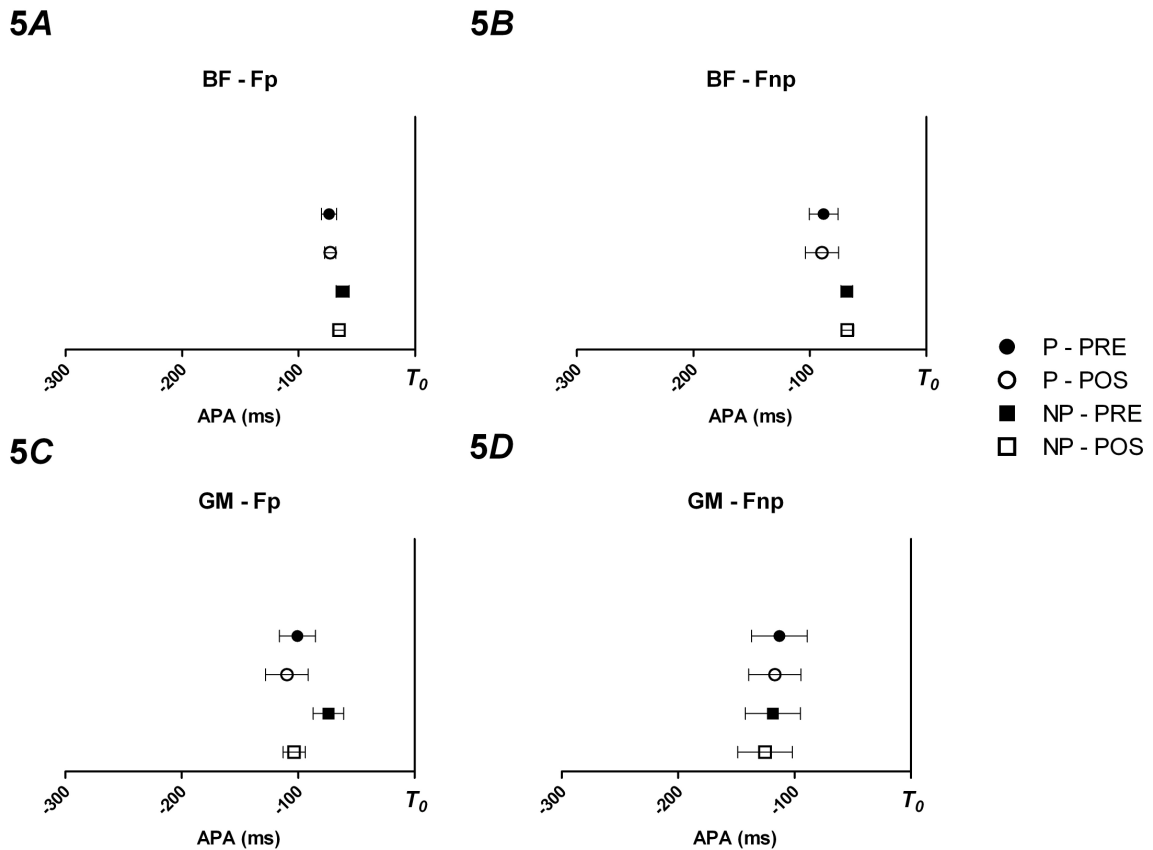 5A
5B
BF - Fp
BF - Fnp
-300
-200
-100
T0
-300
-200
-100
T0
APA (ms)
APA (ms)
P - PRE
P - POS
NP - PRE
NP - POS
5C
5D
GM - Fp
GM - Fnp
-300
-200
-100
T0
-300
-200
-100
T0
APA (ms)
APA (ms)